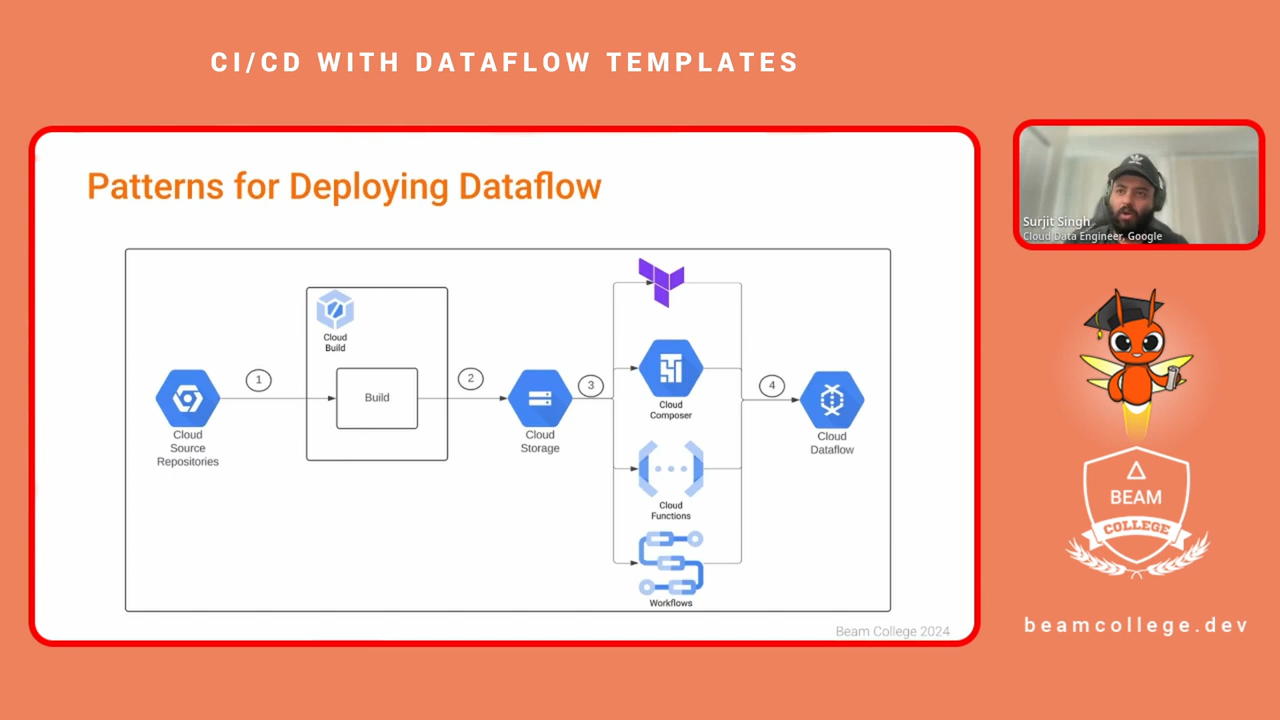 CI/CD WITH DATAFLOW TEMPLATES
Patterns for Deploying Dataflow
Cloud
Build
1
Build
2
3
4
Cloud
Source
Repositories
Cloud
Storage
Cloud
Composer
Cloud
Functions
Workflows
Cloud
Dataflow
Beam College 2024
Surjit Singh
Cloud Data Engineer, Google
BEAM
COLLEGE
beamcollege.dev